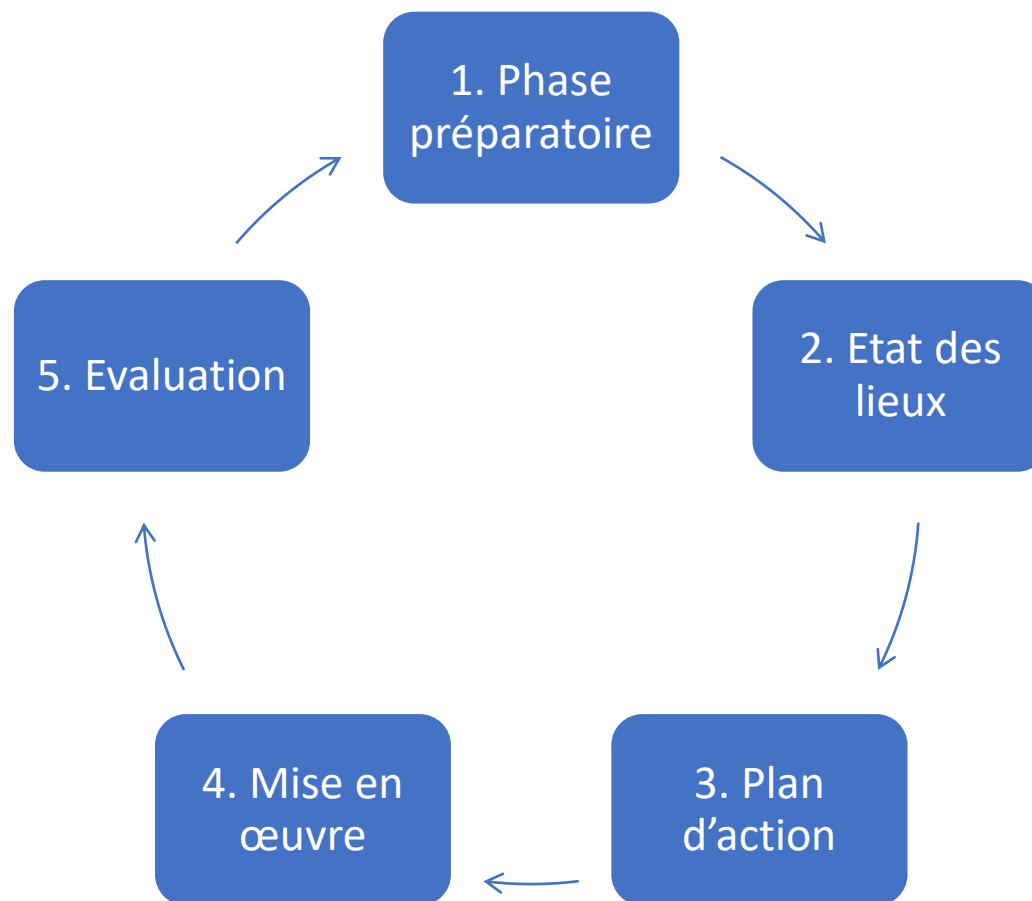 1. Phase
préparatoire
2. Etat des
lieux
3. Plan
d’action
4. Mise en
œuvre
5. Evaluation